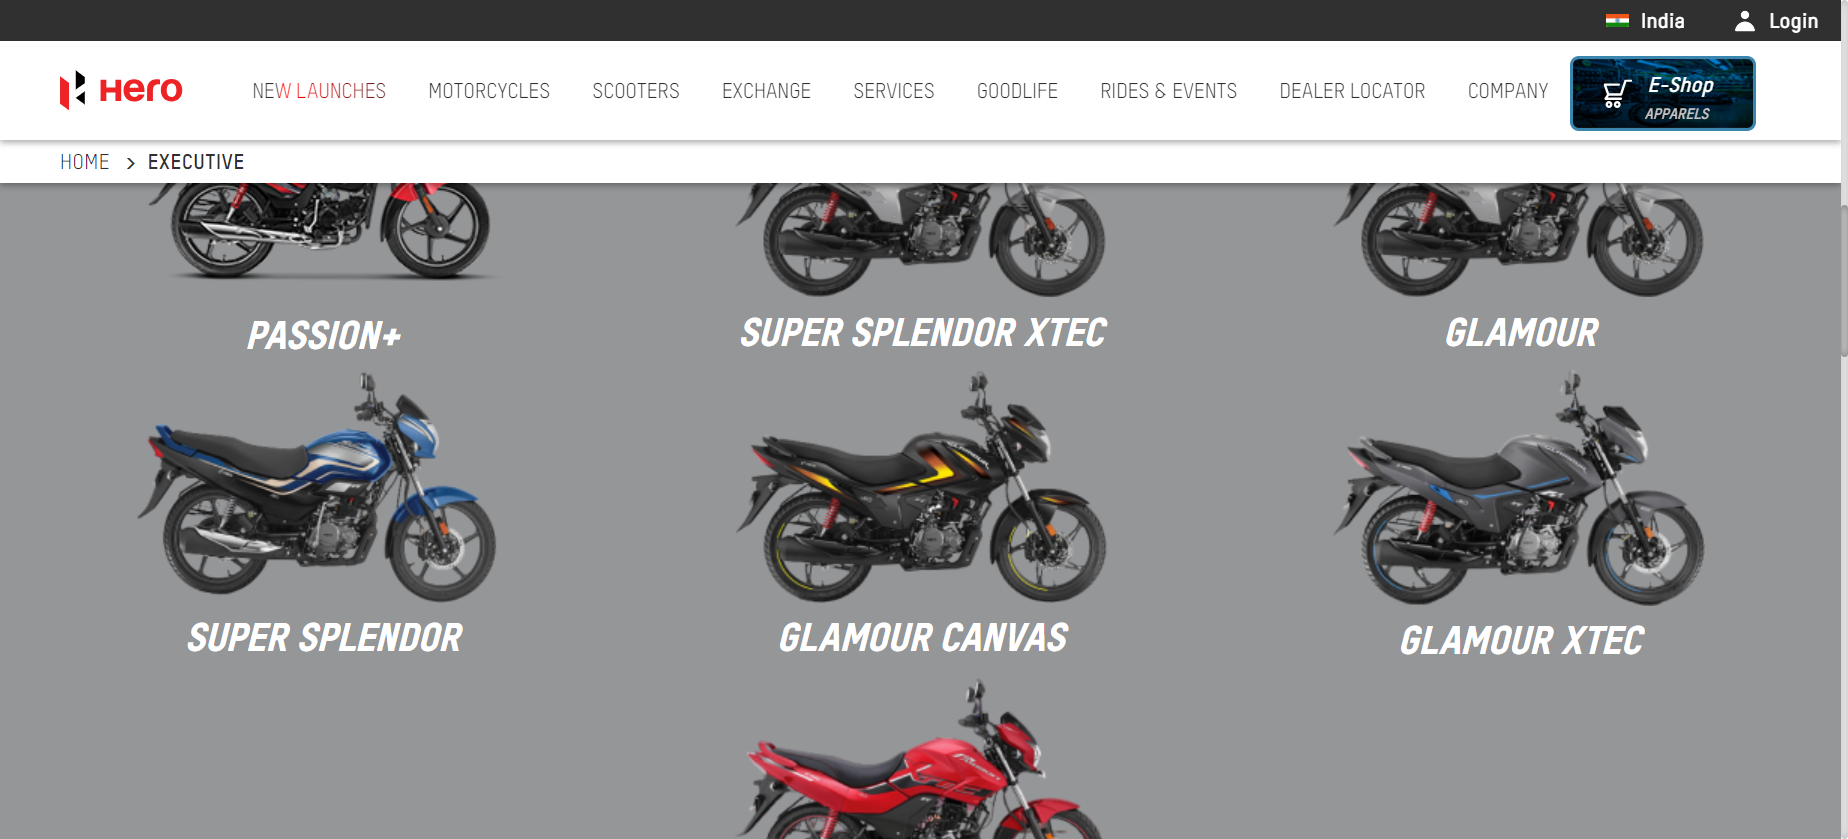 India
Login
Hero
NEW LAUNCHES
MOTORCYCLES
SCOOTERS
EXCHANGE
SERVICES
GOODLIFE
RIDES & EVENTS
DEALER LOCATOR
COMPANY
E-Shop
APPARELS
HOME > EXECUTIVE
PASSION+
SUPER SPLENDOR XTEC
GLAMOUR
SUPER SPLENDOR
GLAMOUR CANVAS
GLAMOUR XTEC